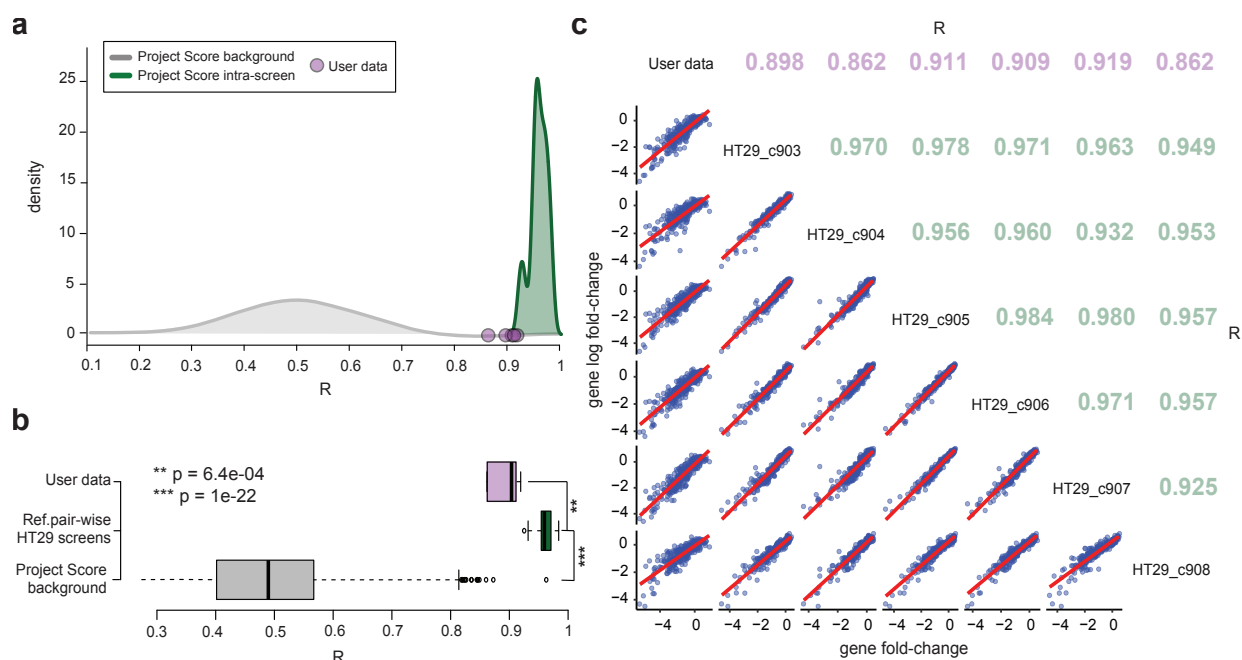 a
Project Score background
Project Score intra-screen
User data
density
25
20
15
10
5
0
0.1 0.2 0.3 0.4 0.5 0.6 0.7 0.8 0.9 1
R
b
** p = 6.4e-04
*** p = 1e-22
User data
Ref.pair-wise
HT29 screens
Project Score
background
**
***
0.3 0.4 0.5 0.6 0.7 0.8 0.9 1
R
c
R
User data 0.898 0.862 0.911 0.909 0.919 0.862
0
−2
−4
HT29_c903 0.970 0.978 0.971 0.963 0.949
0
−2
−4
HT29_c904 0.956 0.960 0.932 0.953
0
−2
−4
HT29_c905 0.984 0.980 0.957
R
gene log fold-change
0
−2
−4
HT29_c906 0.971 0.957
0
−2
−4
HT29_c907 0.925
0
−2
−4
HT29_c908
−4 0 −4 0 −4 0 −4 0 −4 0 −4 0
gene fold-change